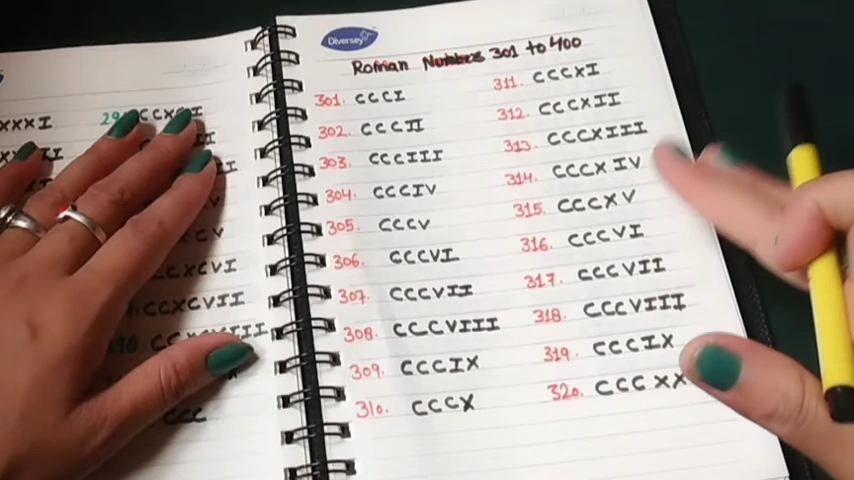 CCXCVII
CCC
Diversey
Roman Numbers 301 to 400
301. CCCI
302. CCCII
303. CCCIII
304. CCCIV
305. CCCV
306. CCCVI
307. CCCVII
308. CCCVIII
309. CCCIX
310. CCCX
311. CCCXI
312. CCCXII
313. CCCXIII
314. CCCXIV
315. CCCXV
316. CCCVI
317. CCCVII
318. CCCVIII
319. CCCIX
320. CCCXX